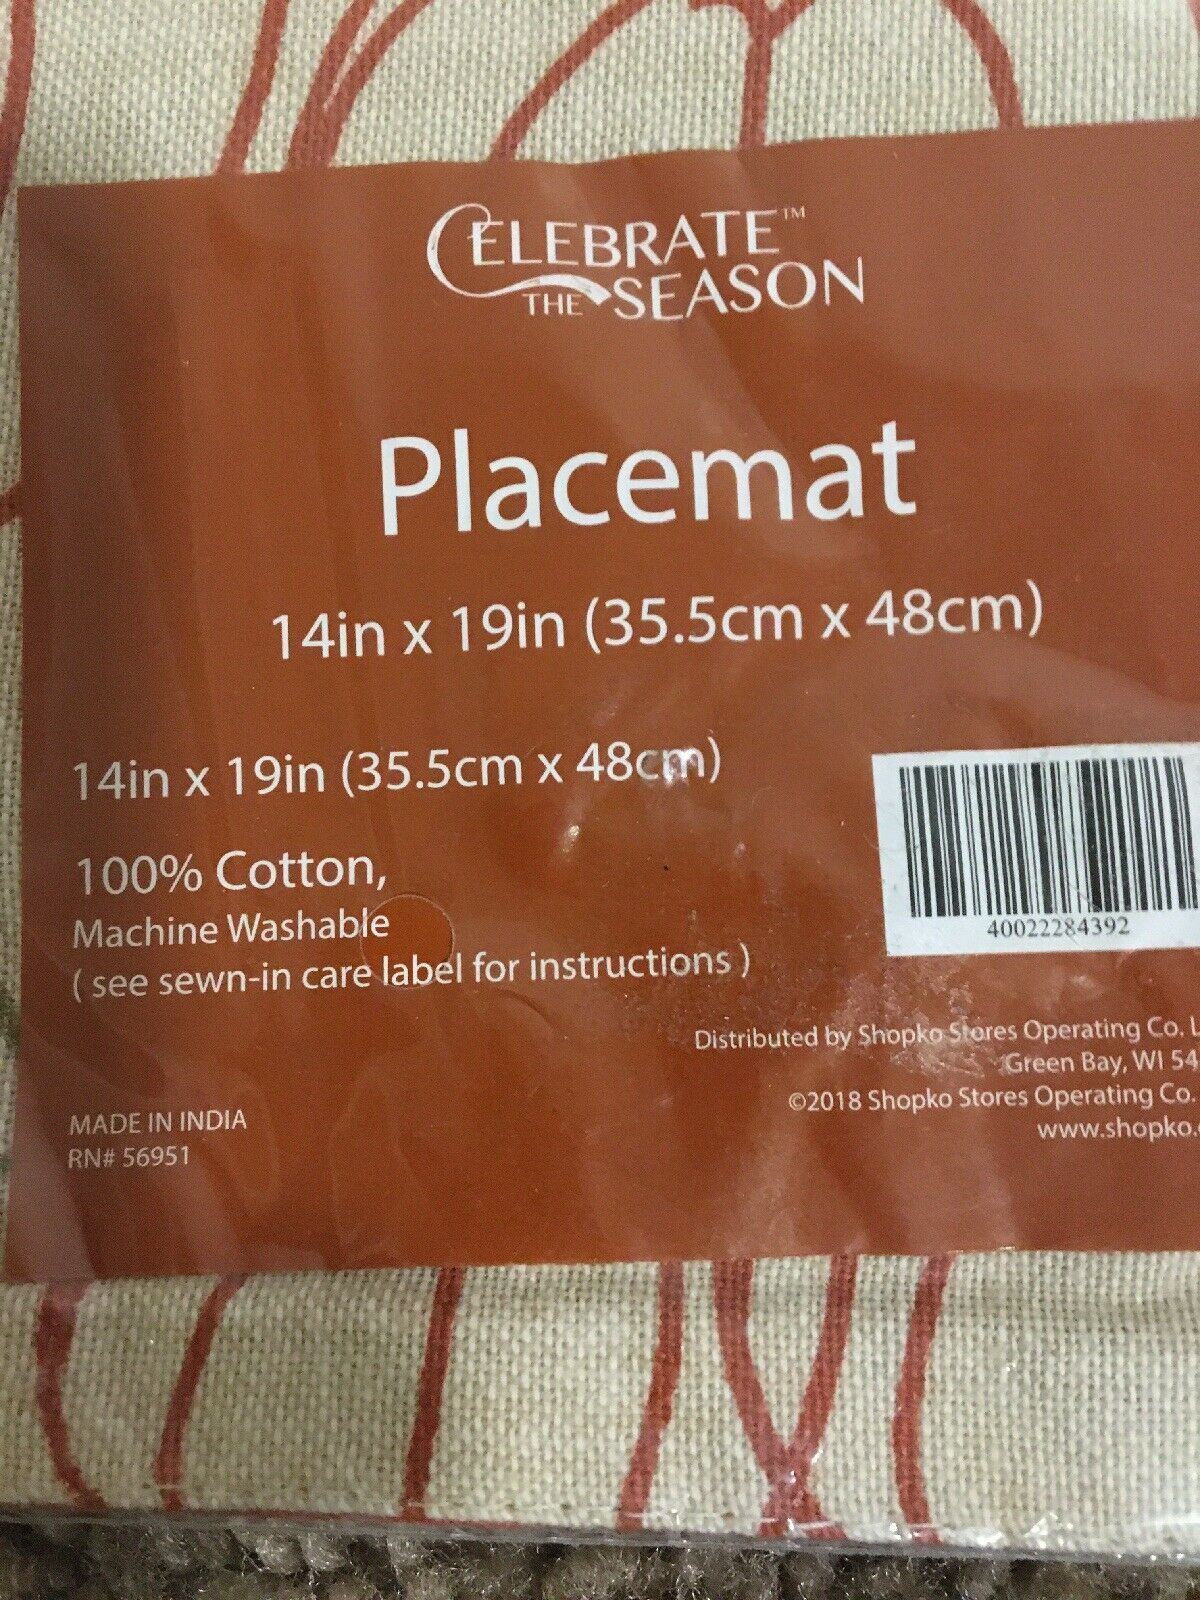 CELEBRATE™
THE SEASON
Placemat
14in x 19in (35.5cm x 48cm)
14in x 19in (35.5cm x 48cm)
100% Cotton,
Machine Washable
( see sewn-in care label for instructions )
40022284392
Distributed by Shopko Stores Operating Co. L
Green Bay, WI 54
©2018 Shopko Stores Operating Co.
www.shopko.
MADE IN INDIA
RN# 56951